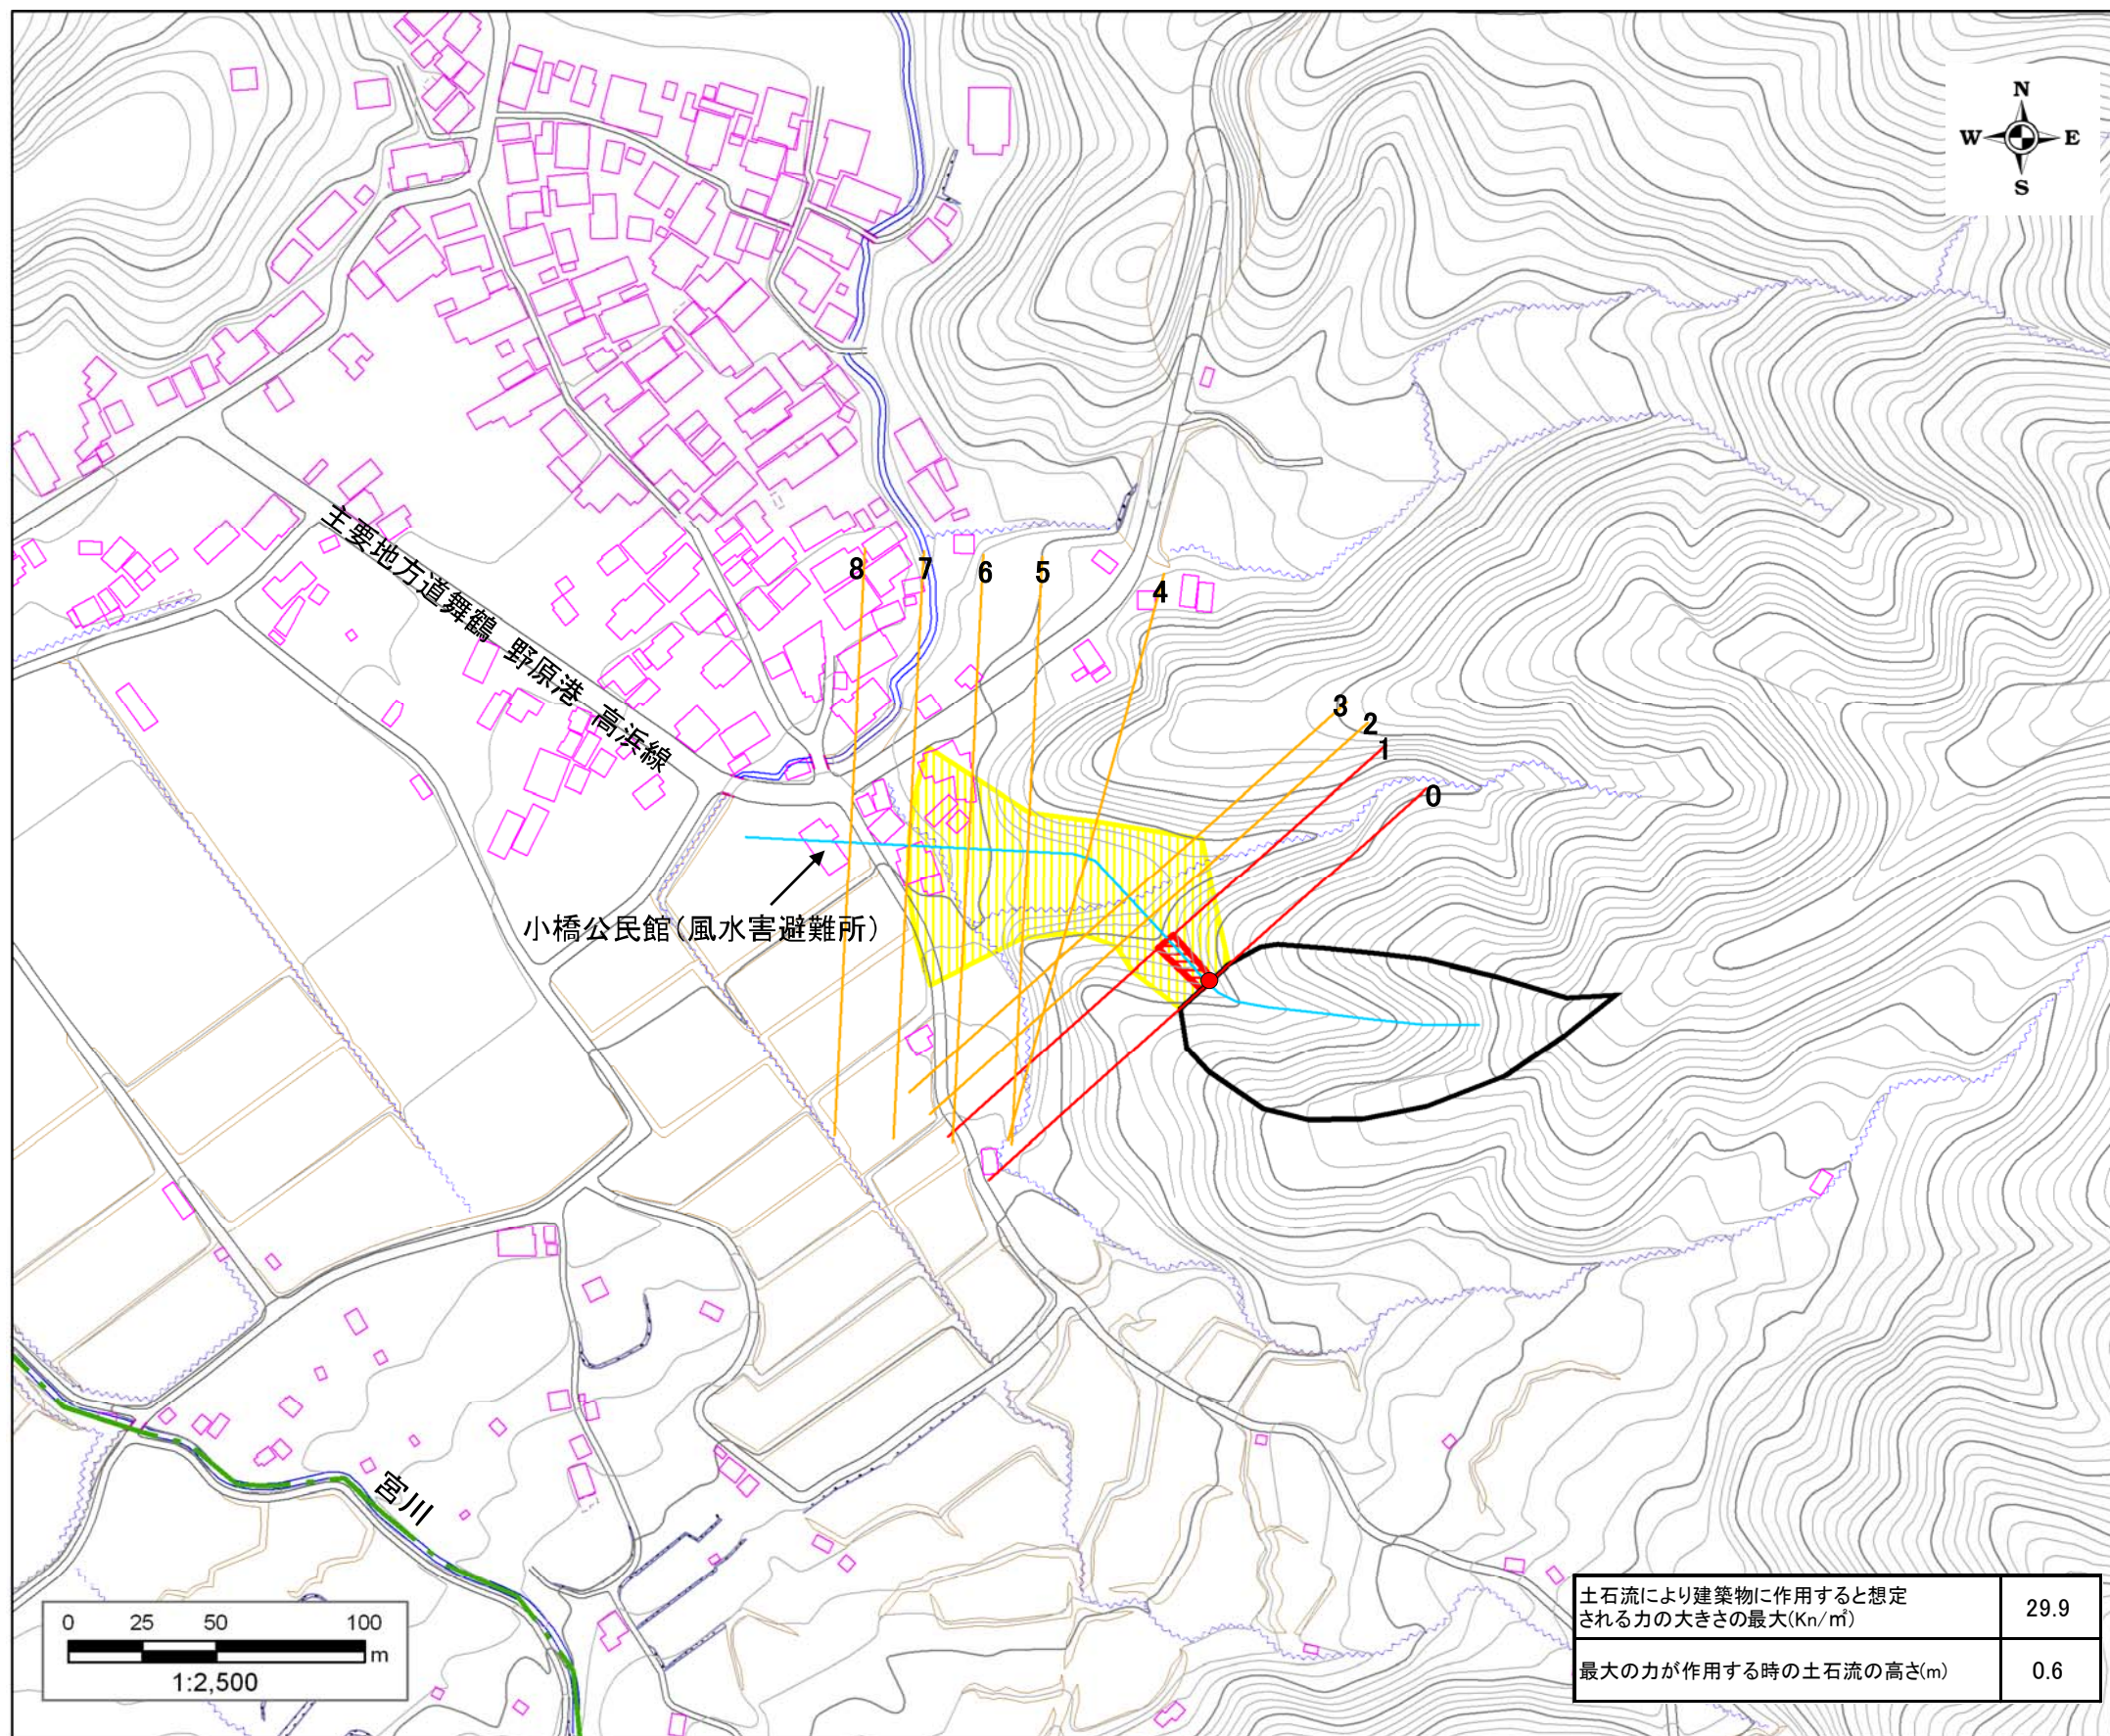 N
W E
S
主要地方道舞鶴 野原港 高浜線
8
7
6
5
4
3
2
1
0
小橋公民館（風水害避難所）
宮川
0 25 50 100
m
1:2,500
土石流により建築物に作用すると想定
される力の大きさの最大(Kn/㎡)
29.9
最大の力が作用する時の土石流の高さ(m)
0.6